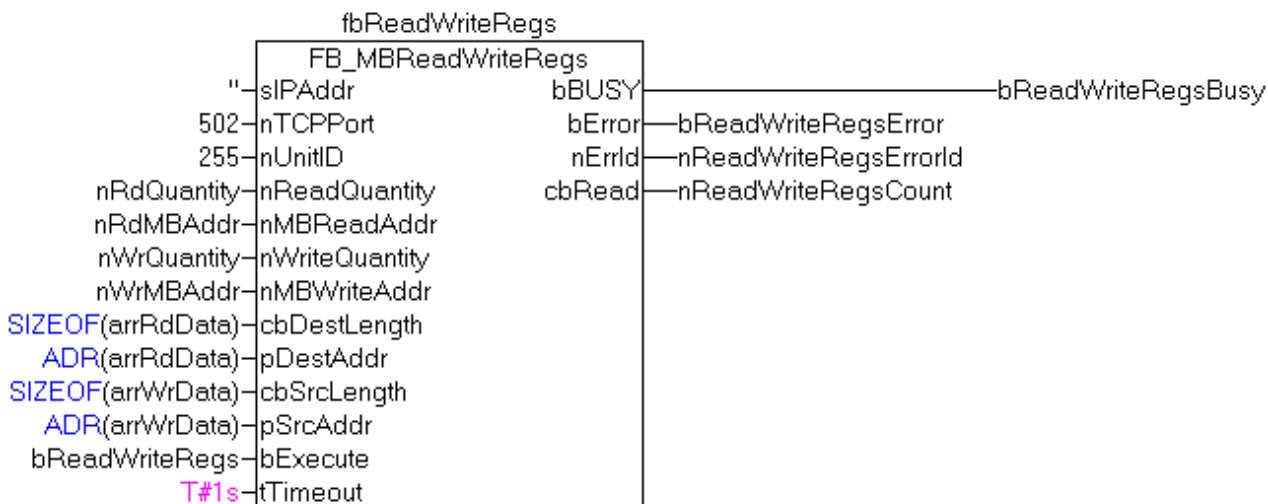 fbReadWriteRegs
FB_MBReadWriteRegs
''
sIPAddr
bBUSY
bReadWriteRegsBusy
502
nTCPPort
bError
bReadWriteRegsError
255
nUnitID
nErrId
nReadWriteRegsErrorId
nRdQuantity
nReadQuantity
cbRead
nReadWriteRegsCount
nRdMBAddr
nMBReadAddr
nWrQuantity
nWriteQuantity
nWrMBAddr
nMBWriteAddr
SIZEOF(arrRdData)
cbDestLength
ADR(arrRdData)
pDestAddr
SIZEOF(arrWrData)
cbSrcLength
ADR(arrWrData)
pSrcAddr
bReadWriteRegs
bExecute
T#1s
tTimeout